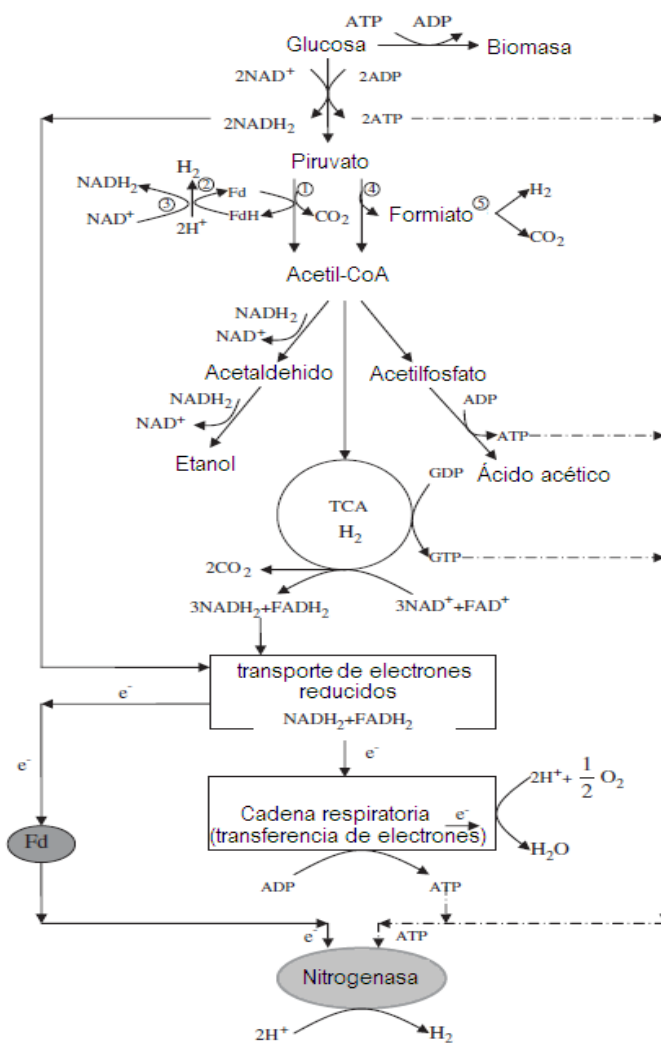 ATP ADP
Glucosa Biomasa
2NAD⁺ 2ADP
2NADH₂ 2ATP
Piruvato
NADH₂ H₂ ② Fd ① ④ H₂
③ Formiato ⑤
NAD⁺ 2H⁺ FdH CO₂ CO₂
Acetil-CoA
NADH₂
NAD⁺
Acetaldehido Acetilfosfato
NADH₂ ADP
NAD⁺ ATP
Etanol Ácido acético
GDP
TCA
H₂
GTP
2CO₂
3NADH₂+FADH₂ 3NAD⁺+FAD⁺
transporte de electrones
reducidos
e⁻
NADH₂+FADH₂
e⁻ e⁻
2H⁺+ 1/2 O₂
Cadena respiratoria e⁻
(transferencia de electrones)
Fd H₂O
ADP ATP
e⁻ ATP
Nitrogenasa
2H⁺ H₂